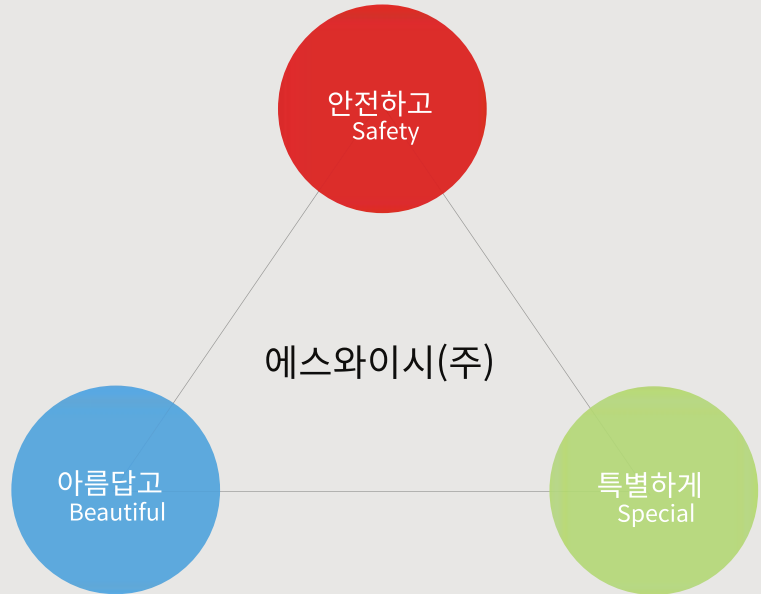 안전하고
Safety
에스와이시(주)
아름답고
Beautiful
특별하게
Special